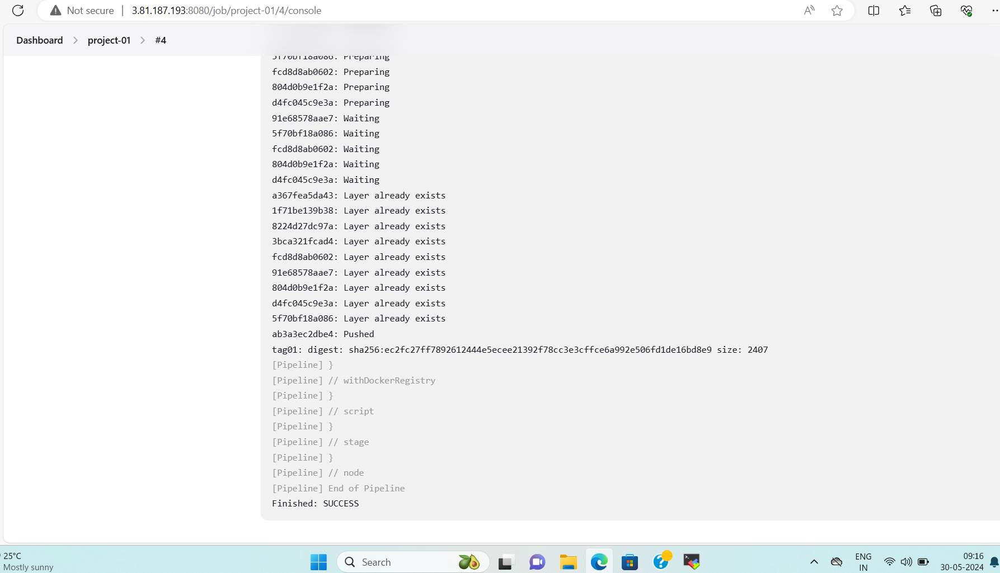 Not secure | 3.81.187.193:8080/job/project-01/4/console
Dashboard > project-01 > #4
5f70bf18a086: Preparing
fcd8d8ab0602: Preparing
804d0b9e1f2a: Preparing
d4fc045c9e3a: Preparing
91e68578aae7: Waiting
5f70bf18a086: Waiting
fcd8d8ab0602: Waiting
804d0b9e1f2a: Waiting
d4fc045c9e3a: Waiting
a367fea5da43: Layer already exists
1f71be139b38: Layer already exists
8224d27dc97a: Layer already exists
3bca321fcad4: Layer already exists
fcd8d8ab0602: Layer already exists
91e68578aae7: Layer already exists
804d0b9e1f2a: Layer already exists
d4fc045c9e3a: Layer already exists
5f70bf18a086: Layer already exists
ab3a3ec2dbe4: Pushed
tag01: digest: sha256:ec2fc27ff7892612444e5ecee21392f78cc3e3cffce6a992e506fd1de16bd8e9 size: 2407
[Pipeline] }
[Pipeline] // withDockerRegistry
[Pipeline] }
[Pipeline] // script
[Pipeline] }
[Pipeline] // stage
[Pipeline] }
[Pipeline] // node
[Pipeline] End of Pipeline
Finished: SUCCESS
25°C
Mostly sunny
Search
ENG
IN
09:16
30-05-2024